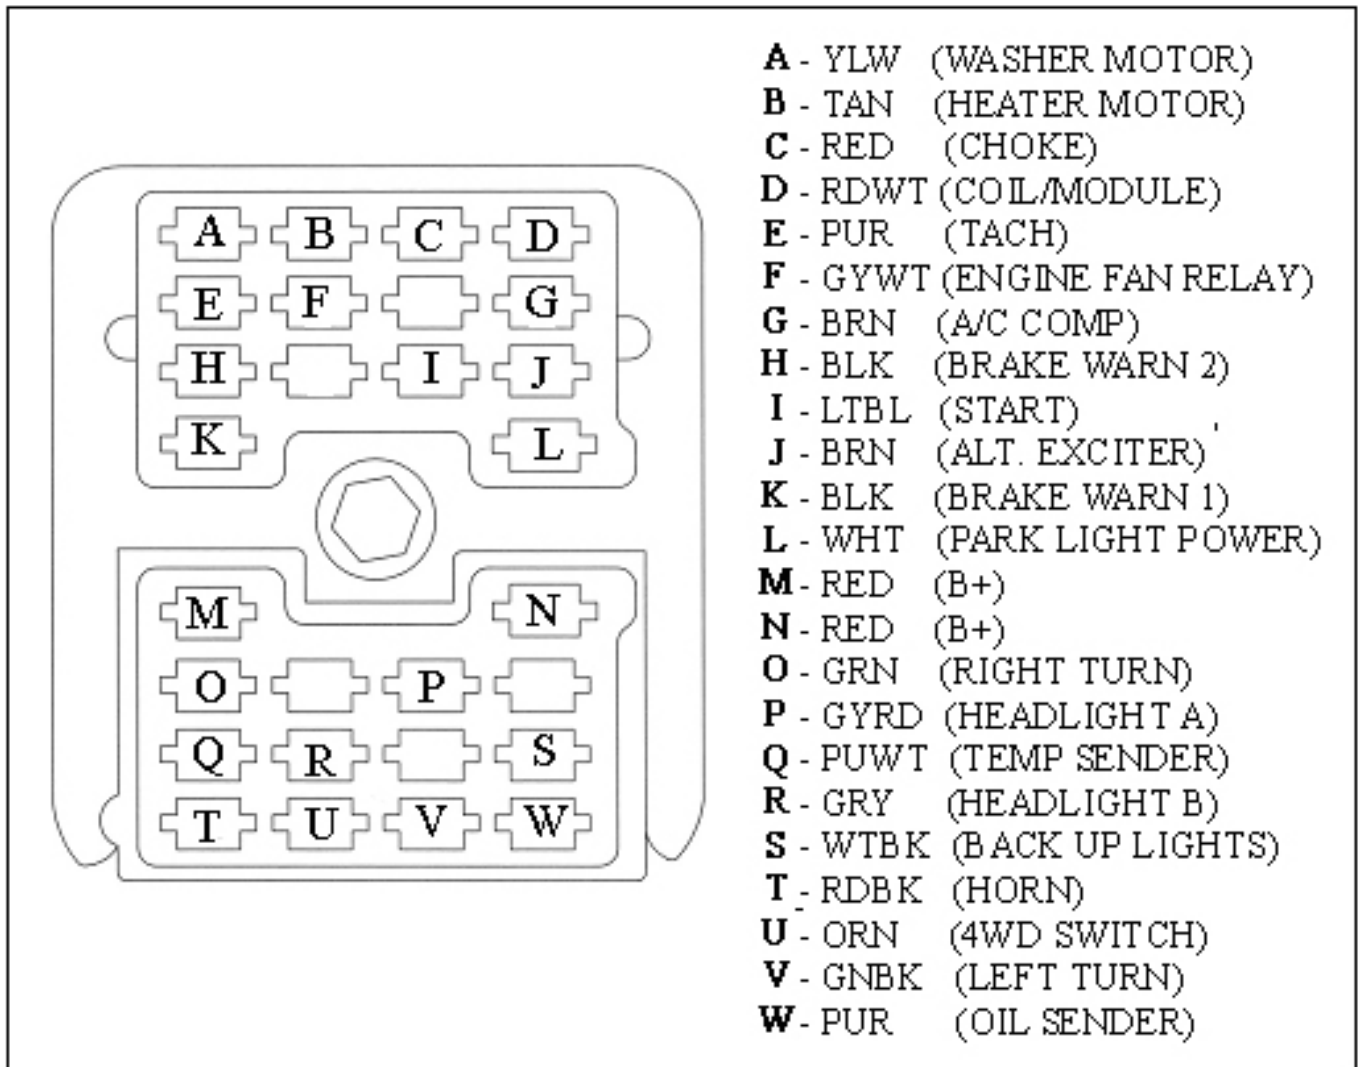 A B C D
E F G
H I J
K L
M N
O P
Q R S
T U V W
A - YLW (WASHER MOTOR)
B - TAN (HEATER MOTOR)
C - RED (CHOKE)
D - RDWT (COIL/MODULE)
E - PUR (TACH)
F - GYWT (ENGINE FAN RELAY)
G - BRN (A/C COMP)
H - BLK (BRAKE WARN 2)
I - LTBL (START)
J - BRN (ALT. EXCITER)
K - BLK (BRAKE WARN 1)
L - WHT (PARK LIGHT POWER)
M - RED (B+)
N - RED (B+)
O - GRN (RIGHT TURN)
P - GYRD (HEADLIGHT A)
Q - PUWT (TEMP SENDER)
R - GRY (HEADLIGHT B)
S - WTBK (BACK UP LIGHTS)
T - RDBK (HORN)
U - ORN (4WD SWITCH)
V - GNBK (LEFT TURN)
W - PUR (OIL SENDER)